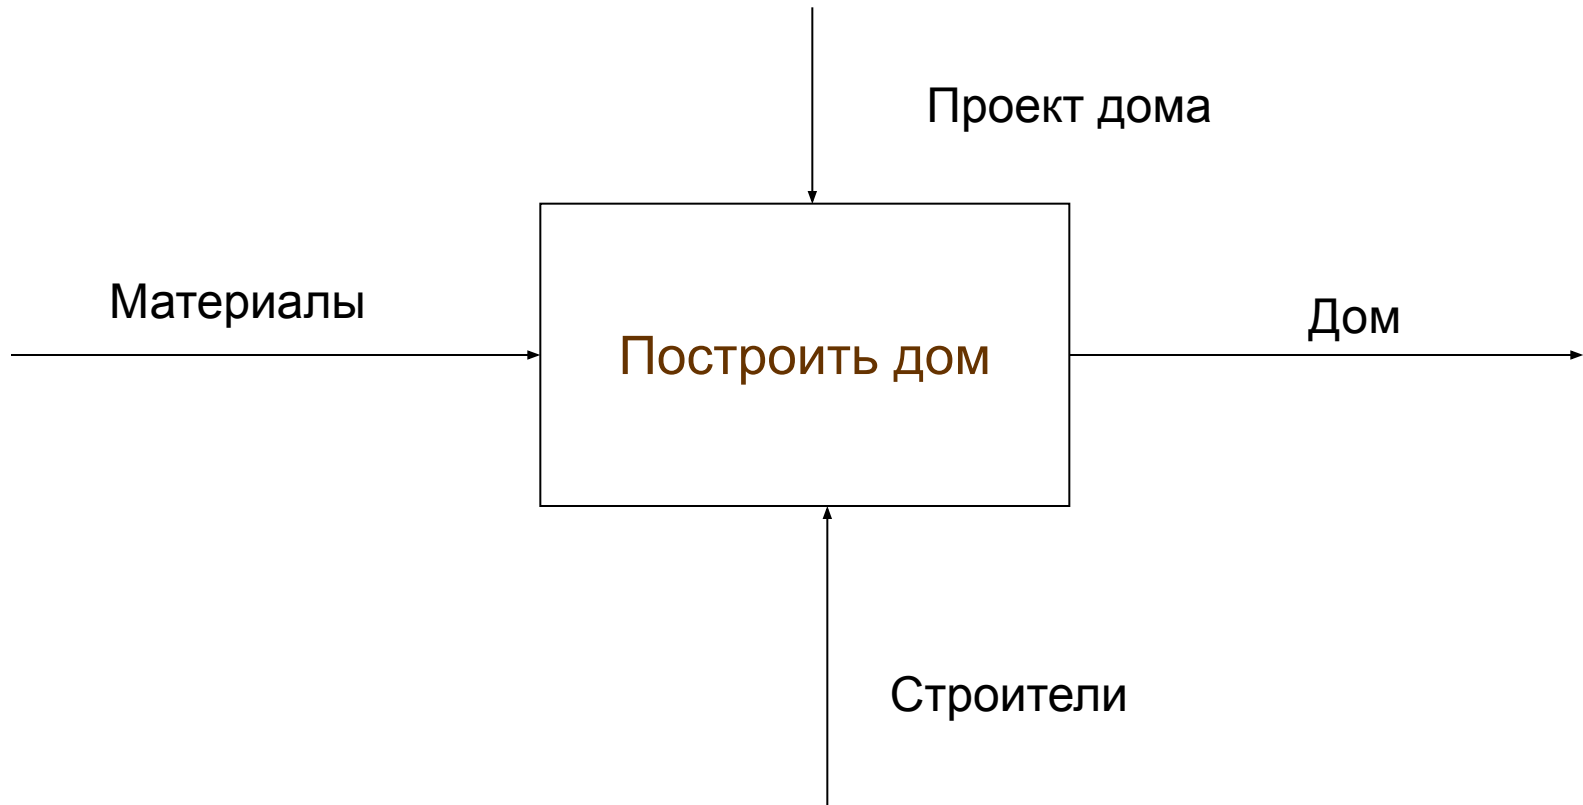 Проект дома
Материалы
Дом
Построить дом
Строители